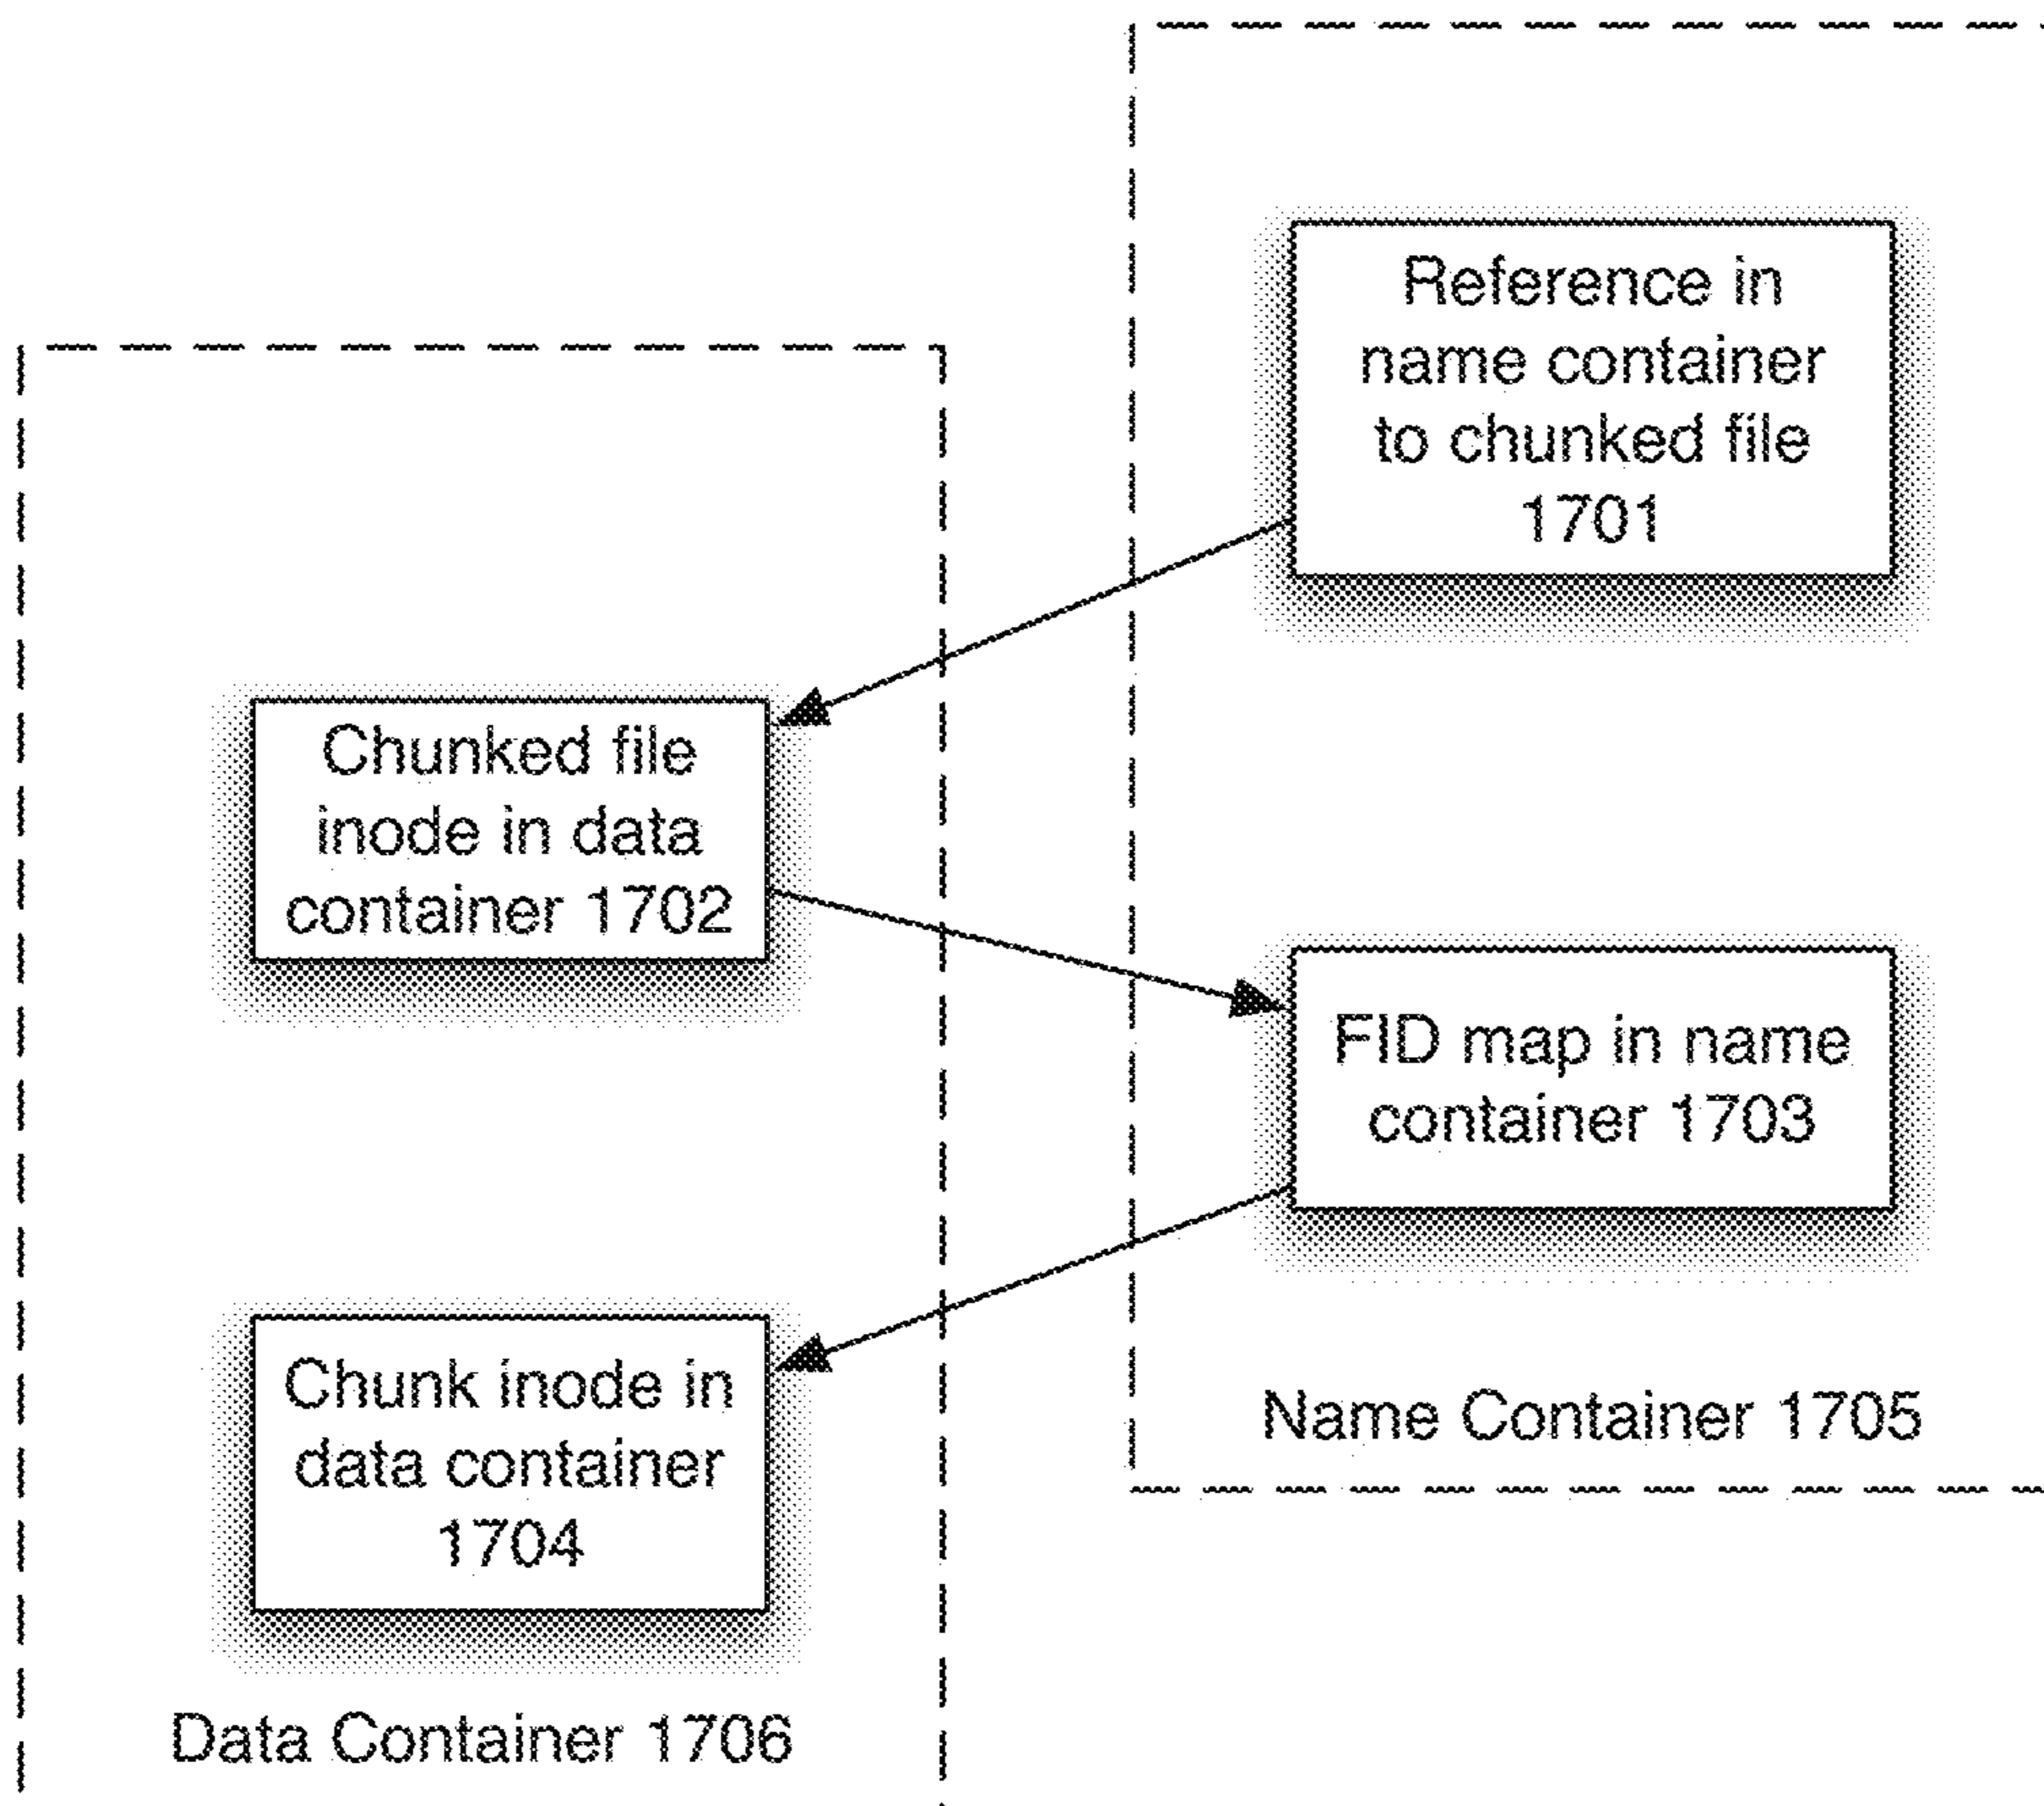 Reference in
name container
to chunked file
1701
Chunked file
inode in data
container 1702
FID map in name
container 1703
Chunk inode in
data container
1704
Name Container 1705
Data Container 1706